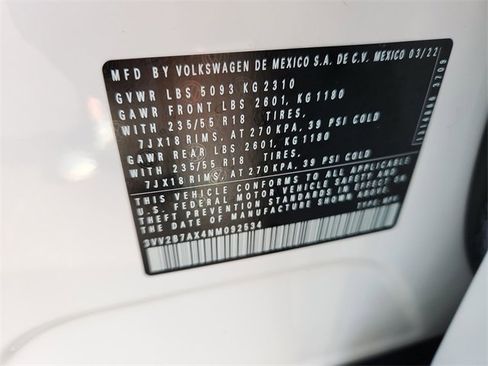 MFD BY VOLKSWAGEN DE MEXICO S.A. DE C.V. MEXICO 03/22
GVWR LBS 5093 KG 2310
GAWR FRONT LBS 2601, KG 1180
WITH 235/55 R18 TIRES,
7JX18 RIMS, AT 270 KPA, 39 PSI COLD
GAWR REAR LBS 2601, KG 1180
WITH 235/55 R18 TIRES,
7JX18 RIMS, AT 270 KPA, 39 PSI COLD
THIS VEHICLE CONFORMS TO ALL APPLICABLE
U.S. FEDERAL MOTOR VEHICLE SAFETY AND
THEFT PREVENTION STANDARDS IN EFFECT ON
THE DATE OF MANUFACTURE SHOWN ABOVE
3VV2B7AX4NM092534
TYPE: MPV
3709